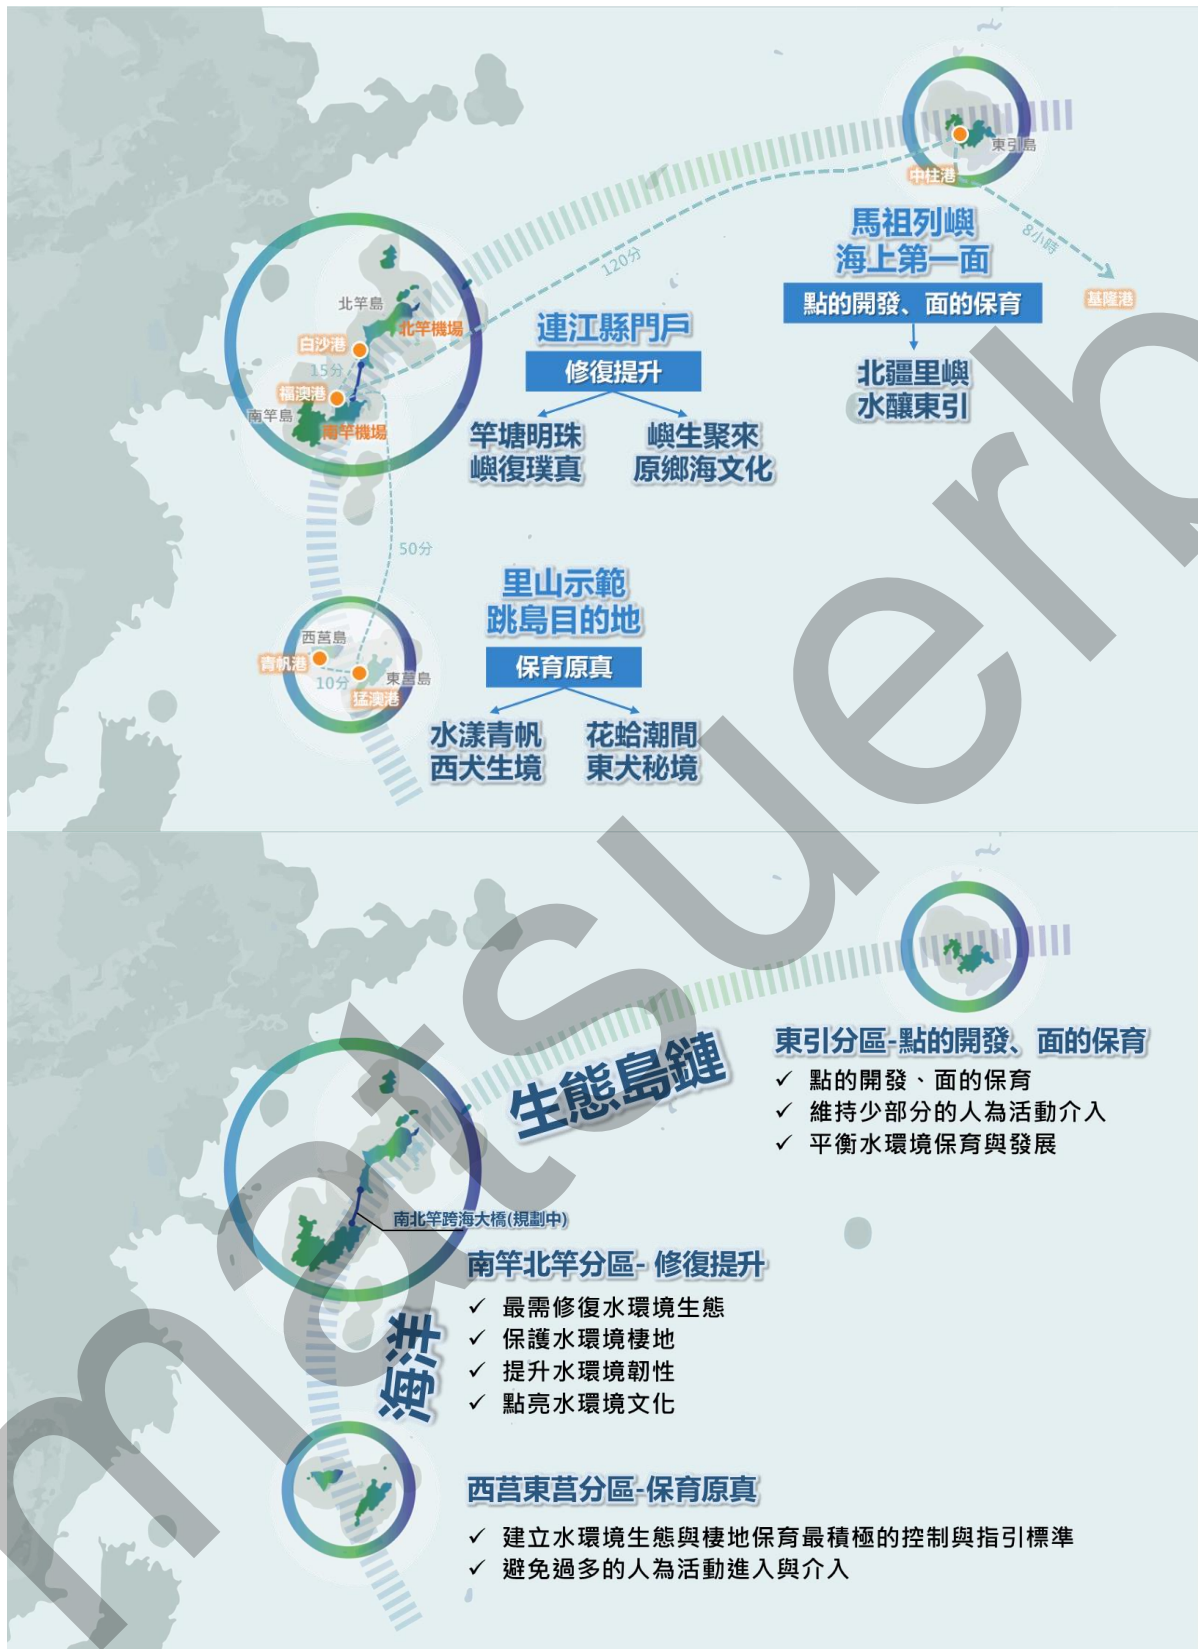 東引島
中柱港
8小時
基隆港
120分
馬祖列嶼
海上第一面
點的開發、面的保育
北疆里嶼
水釀東引
北竿島
北竿機場
白沙港
15分
福澳港
南竿島
南竿機場
連江縣門戶
修復提升
竿塘明珠
嶼復璞真
嶼生聚來
原鄉海文化
50分
里山示範
跳島目的地
保育原真
水漾青帆
西犬生境
花蛤潮間
東犬秘境
西莒島
青帆港
10分
東莒島
猛澳港
生態島鏈
東引分區-點的開發、面的保育
✓ 點的開發、面的保育
✓ 維持少部分的人為活動介入
✓ 平衡水環境保育與發展
南北竿跨海大橋(規劃中)
南竿北竿分區- 修復提升
✓ 最需修復水環境生態
✓ 保護水環境棲地
✓ 提升水環境韌性
✓ 點亮水環境文化
海洋
西莒東莒分區-保育原真
✓ 建立水環境生態與棲地保育最積極的控制與指引標準
✓ 避免過多的人為活動進入與介入
matsuerb